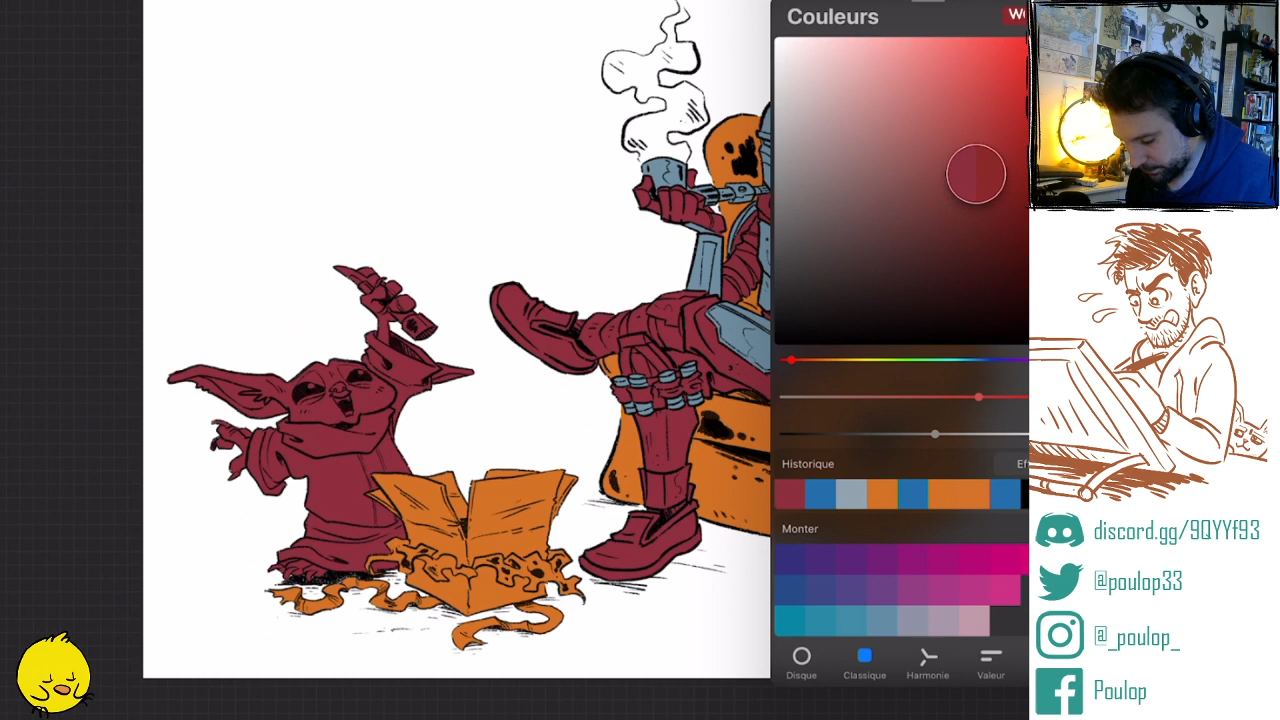 Couleurs
Historique
Monter
Disque
Classique
Harmonie
Valeur
discord.gg/9QYYf93
@poulop33
@_poulop_
Poulop